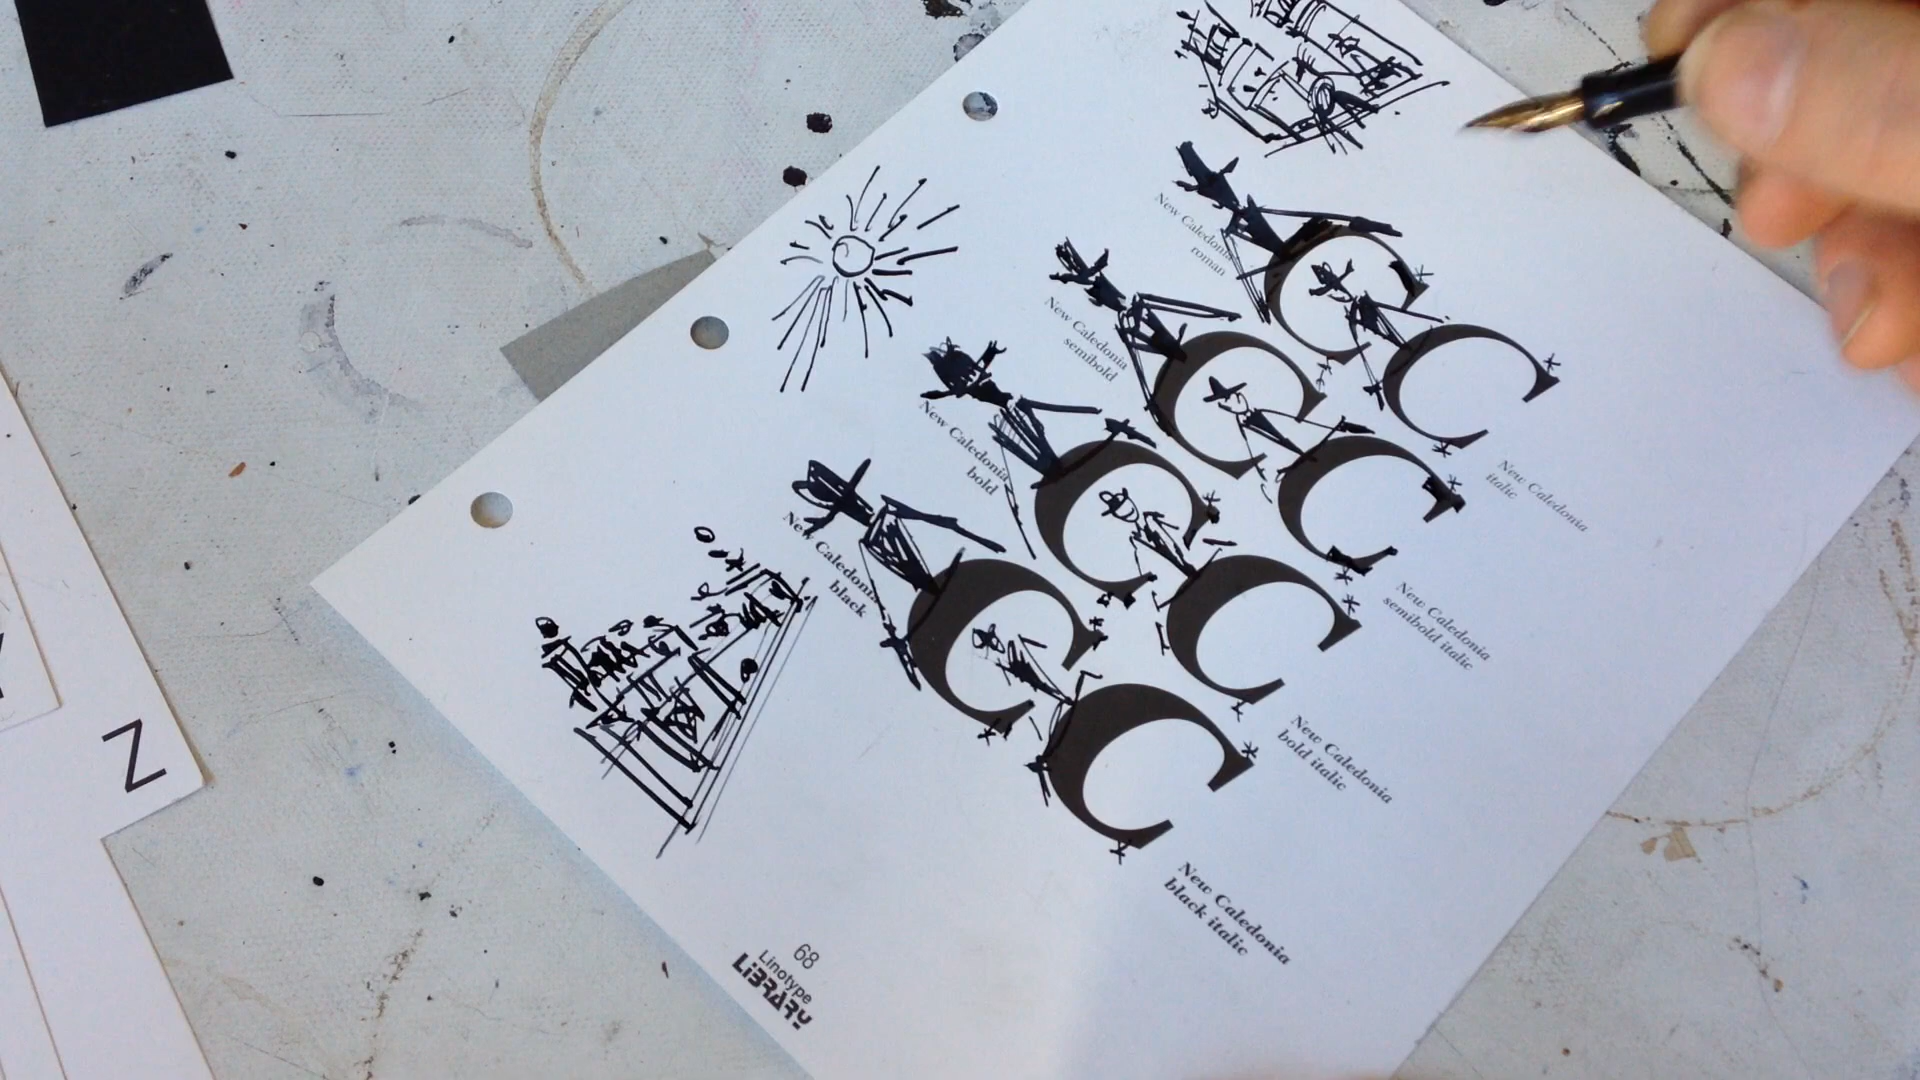 New Caledonia
roman
C
C
New Caledonia
italic
New Caledonia
semibold
C
C
New Caledonia
semibold italic
New Caledonia
bold
C
C
New Caledonia
bold italic
New Caledonia
black
C
C
New Caledonia
black italic
68
Linotype
LiBRARY
Z